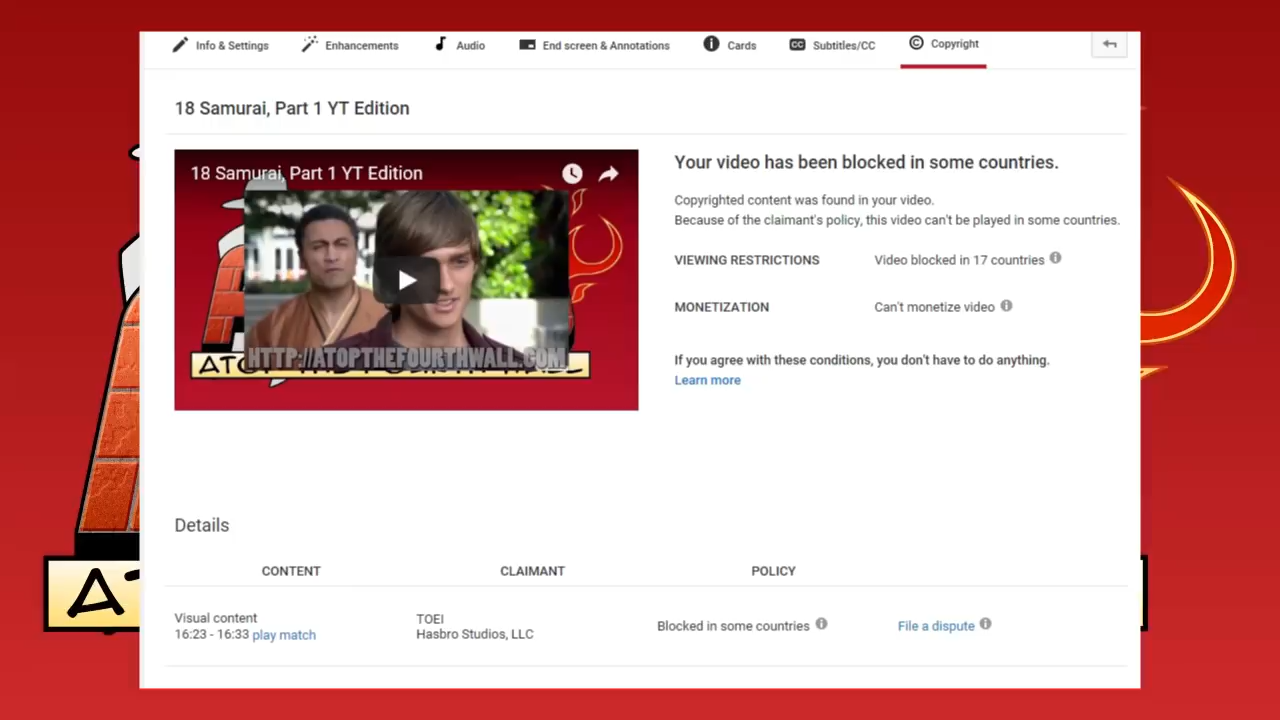 Info & Settings
Enhancements
Audio
End screen & Annotations
Cards
CC Subtitles/CC
© Copyright
18 Samurai, Part 1 YT Edition
18 Samurai, Part 1 YT Edition
HTTP://ATOPTHEFOURTHWALL.COM
Your video has been blocked in some countries.
Copyrighted content was found in your video.
Because of the claimant's policy, this video can't be played in some countries.
VIEWING RESTRICTIONS Video blocked in 17 countries
MONETIZATION Can't monetize video
If you agree with these conditions, you don't have to do anything.
Learn more
Details
CONTENT CLAIMANT POLICY
Visual content
16:23 - 16:33 play match
TOEI
Hasbro Studios, LLC
Blocked in some countries
File a dispute